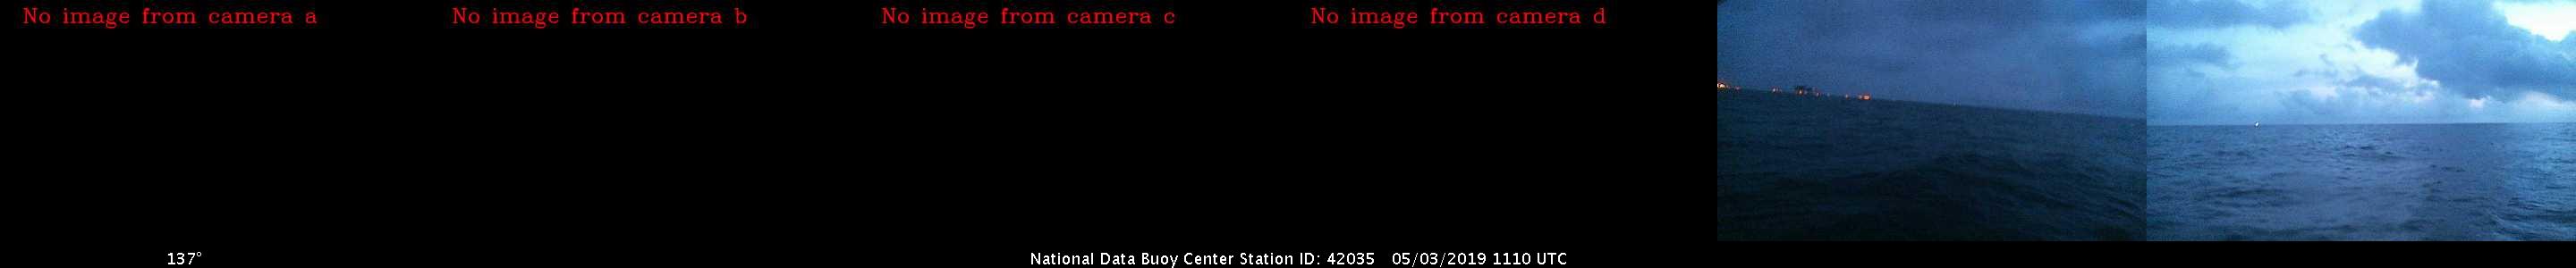 No image from camera a
No image from camera b
No image from camera c
No image from camera d
137°
National Data Buoy Center Station ID: 42035 05/03/2019 1110 UTC